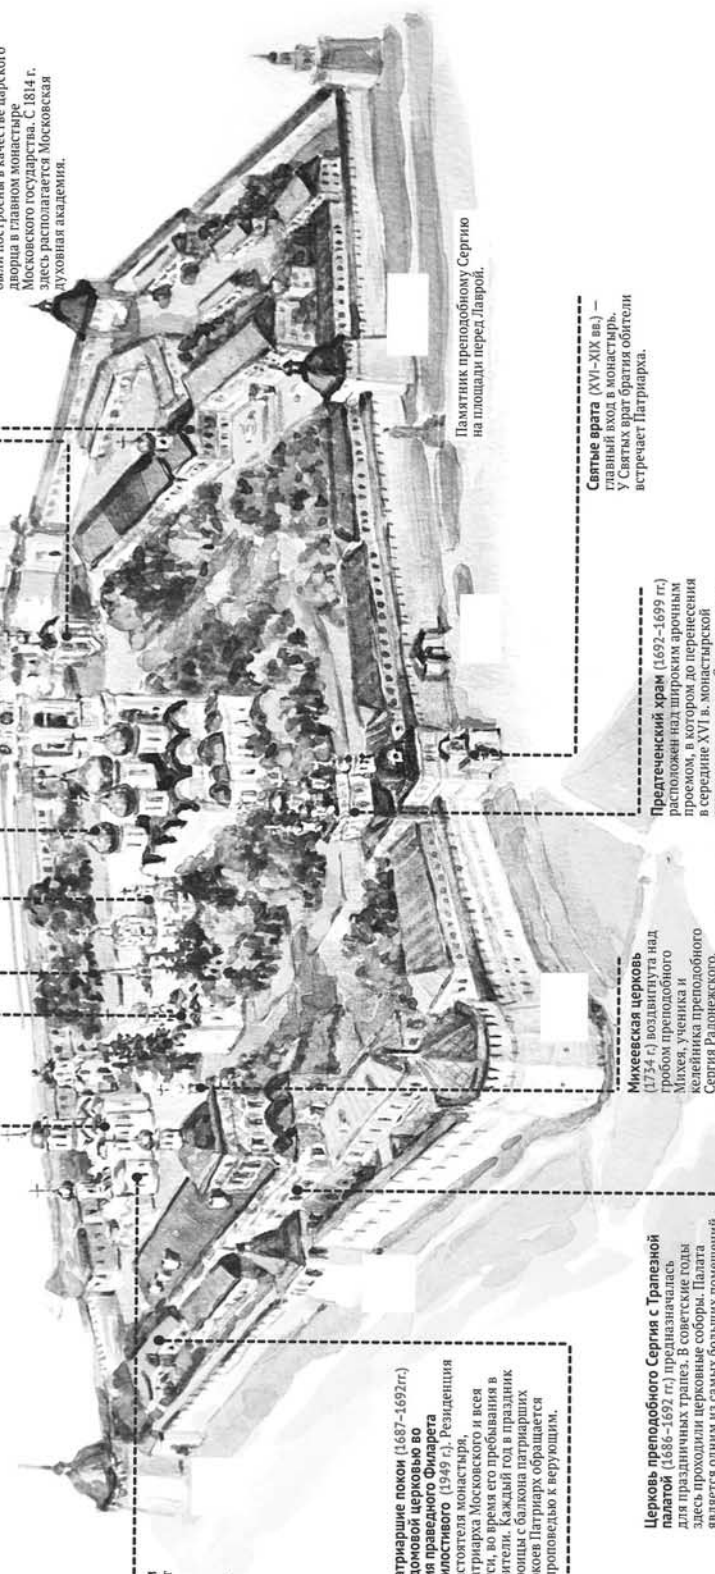 были построены в качестве царского
дворца в главном монастыре
Московского государства. С 1814 г.
здесь располагается Московская
духовная академия.
Памятник преподобному Сергию
на площади перед Лаврой.
атриаршие покои (1687–1692гг.)
домовой церковью во
я праведного Филарета
илостивого (1949 г.). Резиденция
стоятеля монастыря,
атриарха Московского и всея
си, во время его пребывания в
ители. Каждый год в праздник
оицы с балкона патриарших
коев Патриарх обращается
проповедью к верующим.
Святые врата (XVI–XIX вв.) –
главный вход в монастырь.
У Святых врат братия обители
встречает Патриарха.
Церковь преподобного Сергия с Трапезной
палатой (1686–1692 гг.) предназначалась
для праздничных трапез. В советские годы
здесь проходили церковные соборы. Палата
является одним из самых больших помещений
Михеевская церковь
(1734 г.) воздвигнута над
гробом преподобного
Михея, ученика и
келейника преподобного
Сергия Радонежского.
Предтеченский храм (1692–1699 гг.)
расположен над широким арочным
проемом, в котором до перенесения
в середине XVI в. монастырской